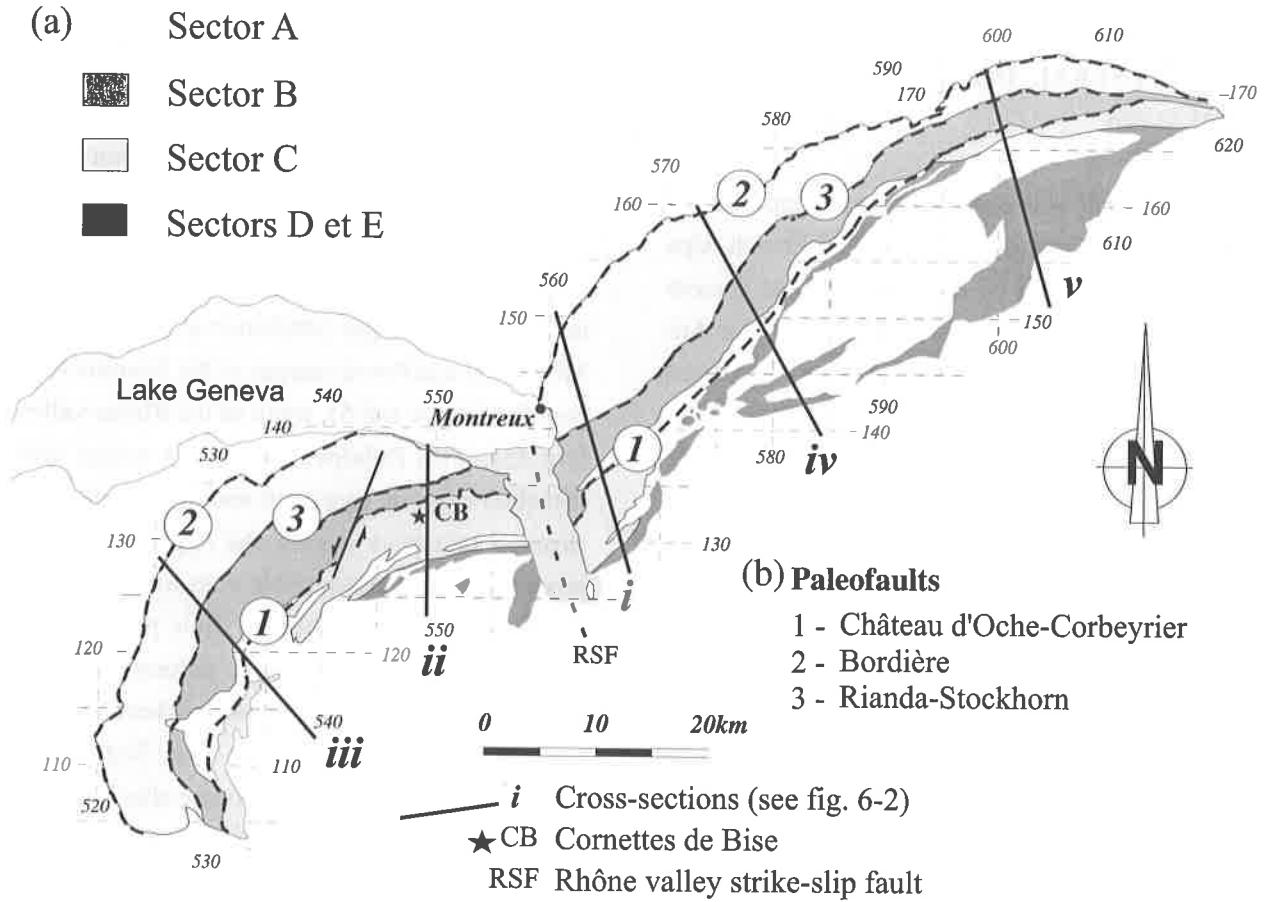 (a)
Sector A
Sector B
Sector C
Sectors D et E
600
610
590
170
–170
580
620
570
2
3
160
160
610
560
v
150
150
600
Lake Geneva
540
550
Montreux
140
530
590
140
1
580
iv
N
2
3
CB
130
130
i
1
550
120
120
ii
RSF
540
iii
110
110
520
530
(b) Paleofaults
1 - Château d'Oche-Corbeyrier
2 - Bordière
3 - Rianda-Stockhorn
0 10 20km
i Cross-sections (see fig. 6-2)
CB Cornettes de Bise
RSF Rhône valley strike-slip fault